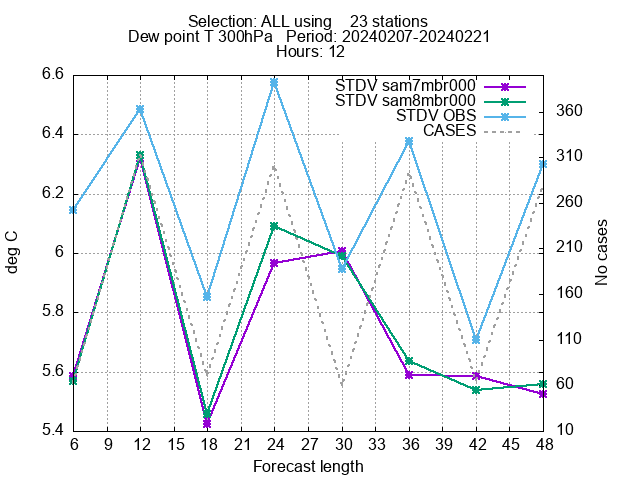 Selection: ALL using    23 stations
Dew point T 300hPa   Period: 20240207-20240221
Hours: 12
STDV sam7mbr000
STDV sam8mbr000
STDV OBS
CASES
6.6
6.4
6.2
6
5.8
5.6
5.4
deg C
360
310
260
210
160
110
60
10
No cases
6 9 12 15 18 21 24 27 30 33 36 39 42 45 48
Forecast length